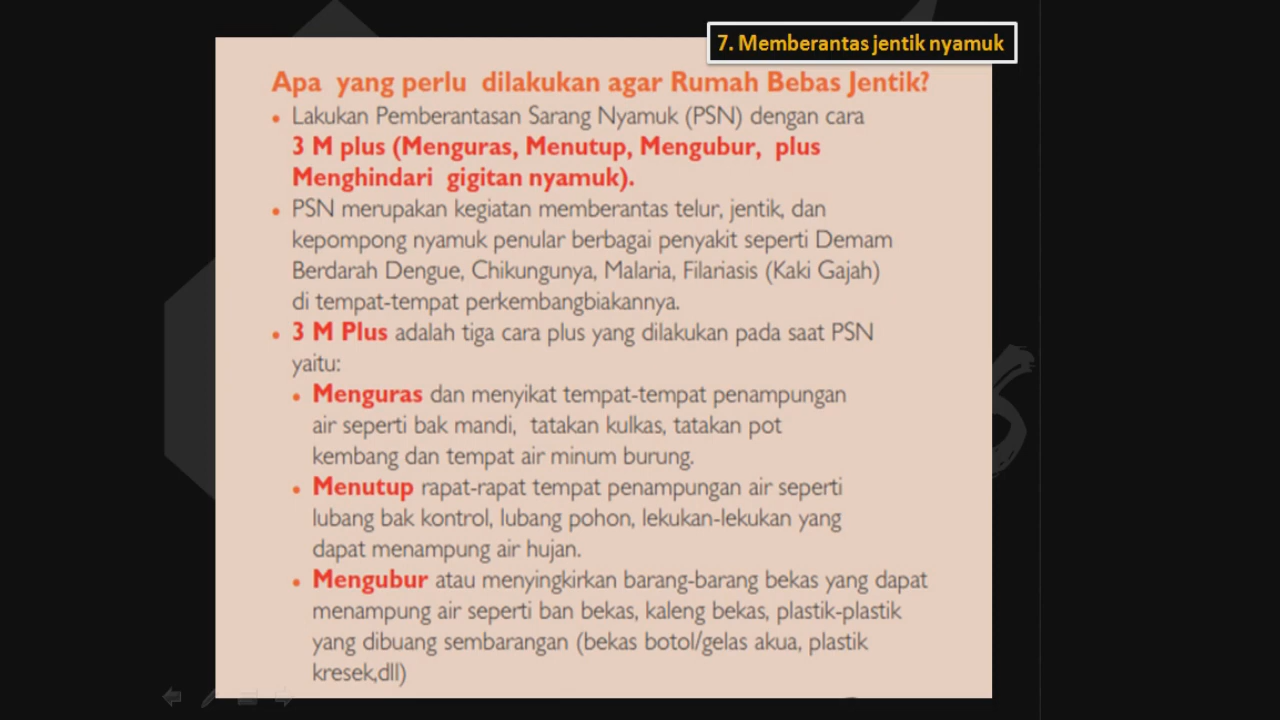 7. Memberantas jentik nyamuk
Apa yang perlu dilakukan agar Rumah Bebas Jentik?
• Lakukan Pemberantasan Sarang Nyamuk (PSN) dengan cara
3 M plus (Menguras, Menutup, Mengubur, plus
Menghindari gigitan nyamuk).
• PSN merupakan kegiatan memberantas telur, jentik, dan
kepompong nyamuk penular berbagai penyakit seperti Demam
Berdarah Dengue, Chikungunya, Malaria, Filariasis (Kaki Gajah)
di tempat-tempat perkembangbiakannya.
• 3 M Plus adalah tiga cara plus yang dilakukan pada saat PSN
yaitu:
• Menguras dan menyikat tempat-tempat penampungan
air seperti bak mandi, tatakan kulkas, tatakan pot
kembang dan tempat air minum burung.
• Menutup rapat-rapat tempat penampungan air seperti
lubang bak kontrol, lubang pohon, lekukan-lekukan yang
dapat menampung air hujan.
• Mengubur atau menyingkirkan barang-barang bekas yang dapat
menampung air seperti ban bekas, kaleng bekas, plastik-plastik
yang dibuang sembarangan (bekas botol/gelas akua, plastik
kresek,dll)